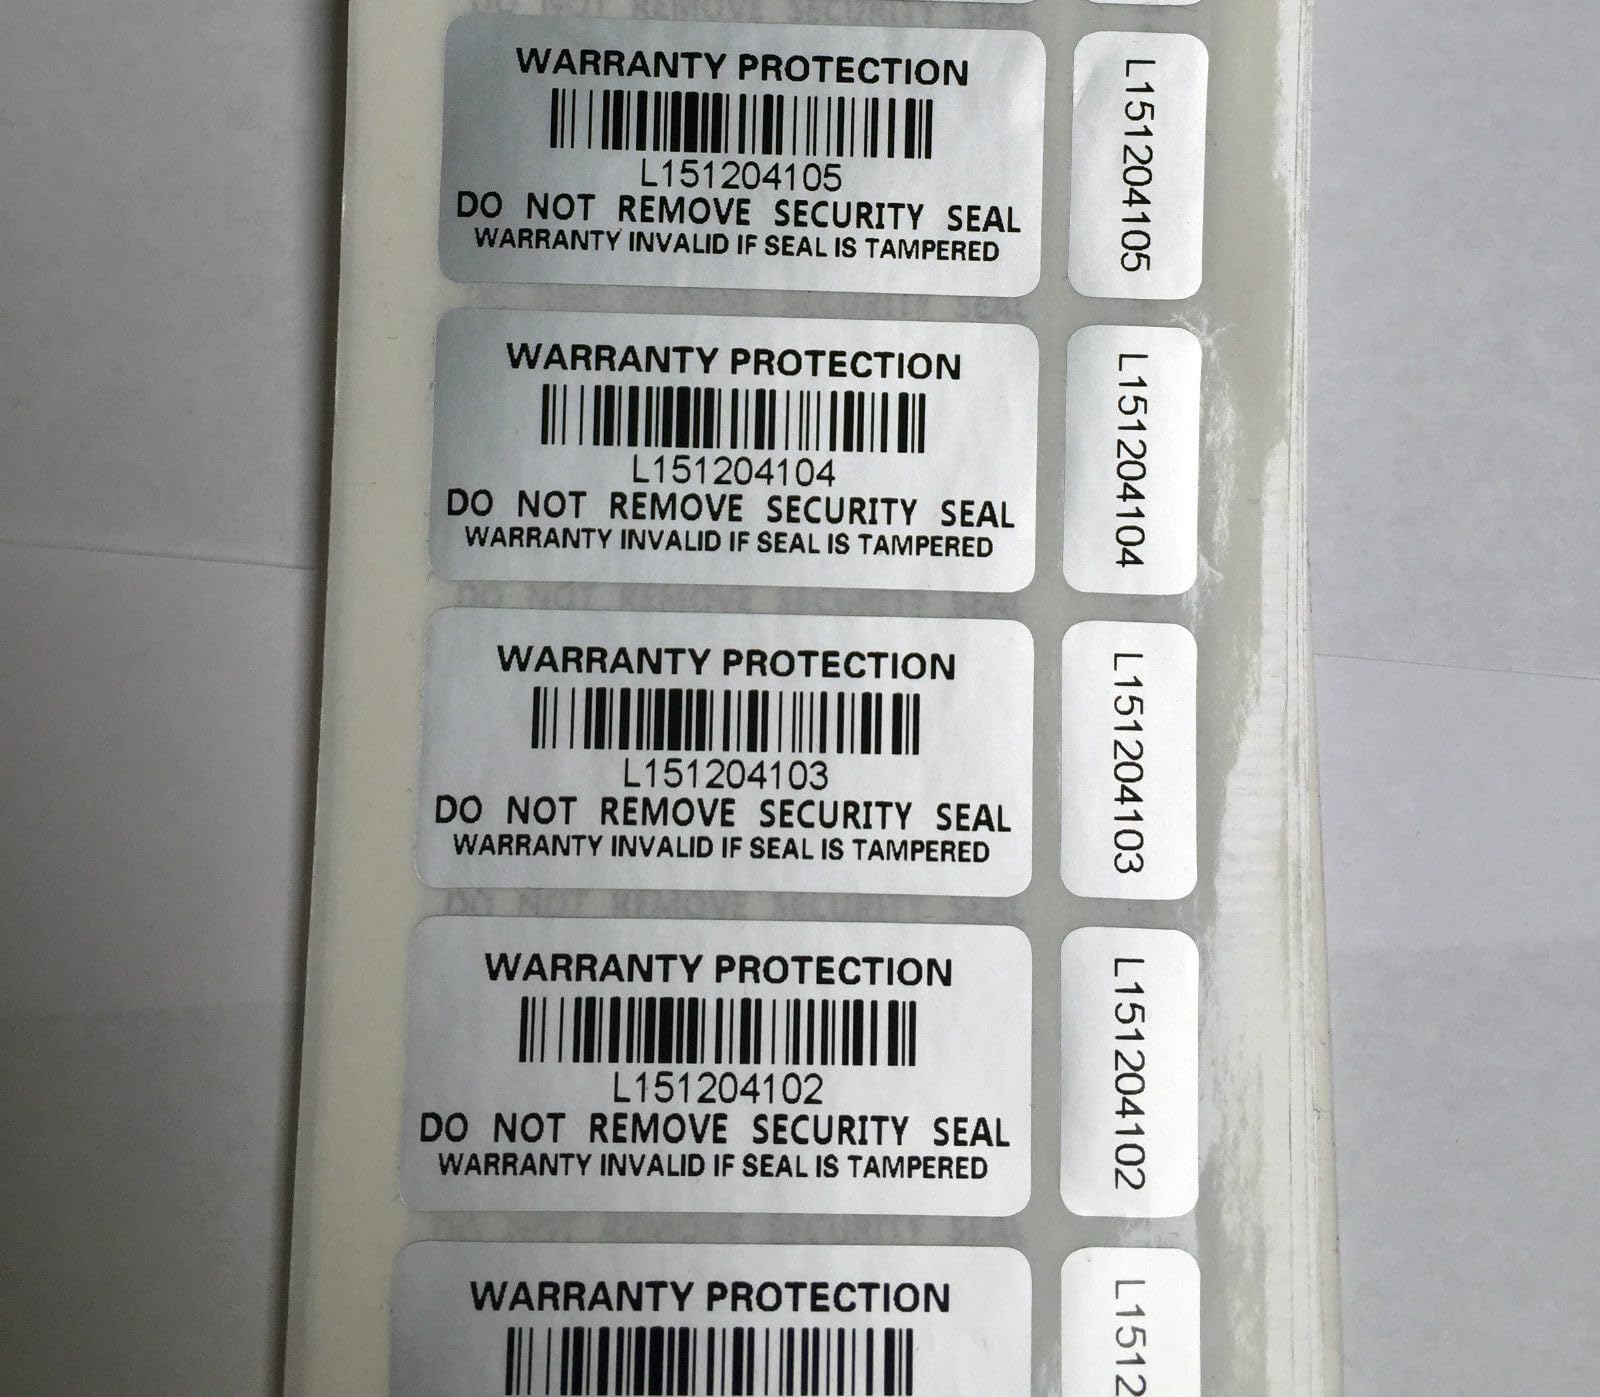 WARRANTY PROTECTION
L151204105
DO NOT REMOVE SECURITY SEAL
WARRANTY INVALID IF SEAL IS TAMPERED
L151204105
WARRANTY PROTECTION
L151204104
DO NOT REMOVE SECURITY SEAL
WARRANTY INVALID IF SEAL IS TAMPERED
L151204104
WARRANTY PROTECTION
L151204103
DO NOT REMOVE SECURITY SEAL
WARRANTY INVALID IF SEAL IS TAMPERED
L151204103
WARRANTY PROTECTION
L151204102
DO NOT REMOVE SECURITY SEAL
WARRANTY INVALID IF SEAL IS TAMPERED
L151204102
WARRANTY PROTECTION
L1512